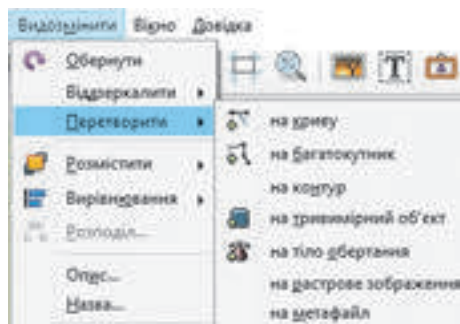 Видозмінити Вікно Довідка
Обернути
Віддзеркалити
Перетворити
Розмістити
Вирівнювання
Розподіл...
Опис...
Назва...
на криву
на багатокутник
на контур
на тривимірний об'єкт
на тіло обертання
на растрове зображення
на метафайл